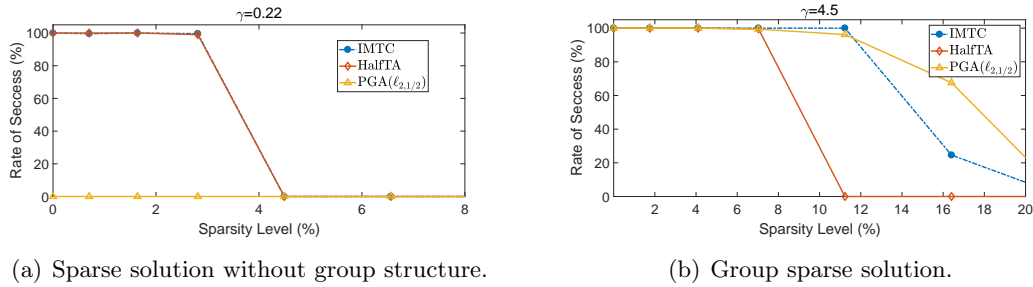 γ=0.22
100
80
60
40
20
0
Rate of Seccess (%)
IMTC
HalfTA
PGA(ℓ2,1/2)
0 2 4 6 8
Sparsity Level (%)
(a) Sparse solution without group structure.
γ=4.5
100
80
60
40
20
0
Rate of Seccess (%)
IMTC
HalfTA
PGA(ℓ2,1/2)
2 4 6 8 10 12 14 16 18 20
Sparsity Level (%)
(b) Group sparse solution.